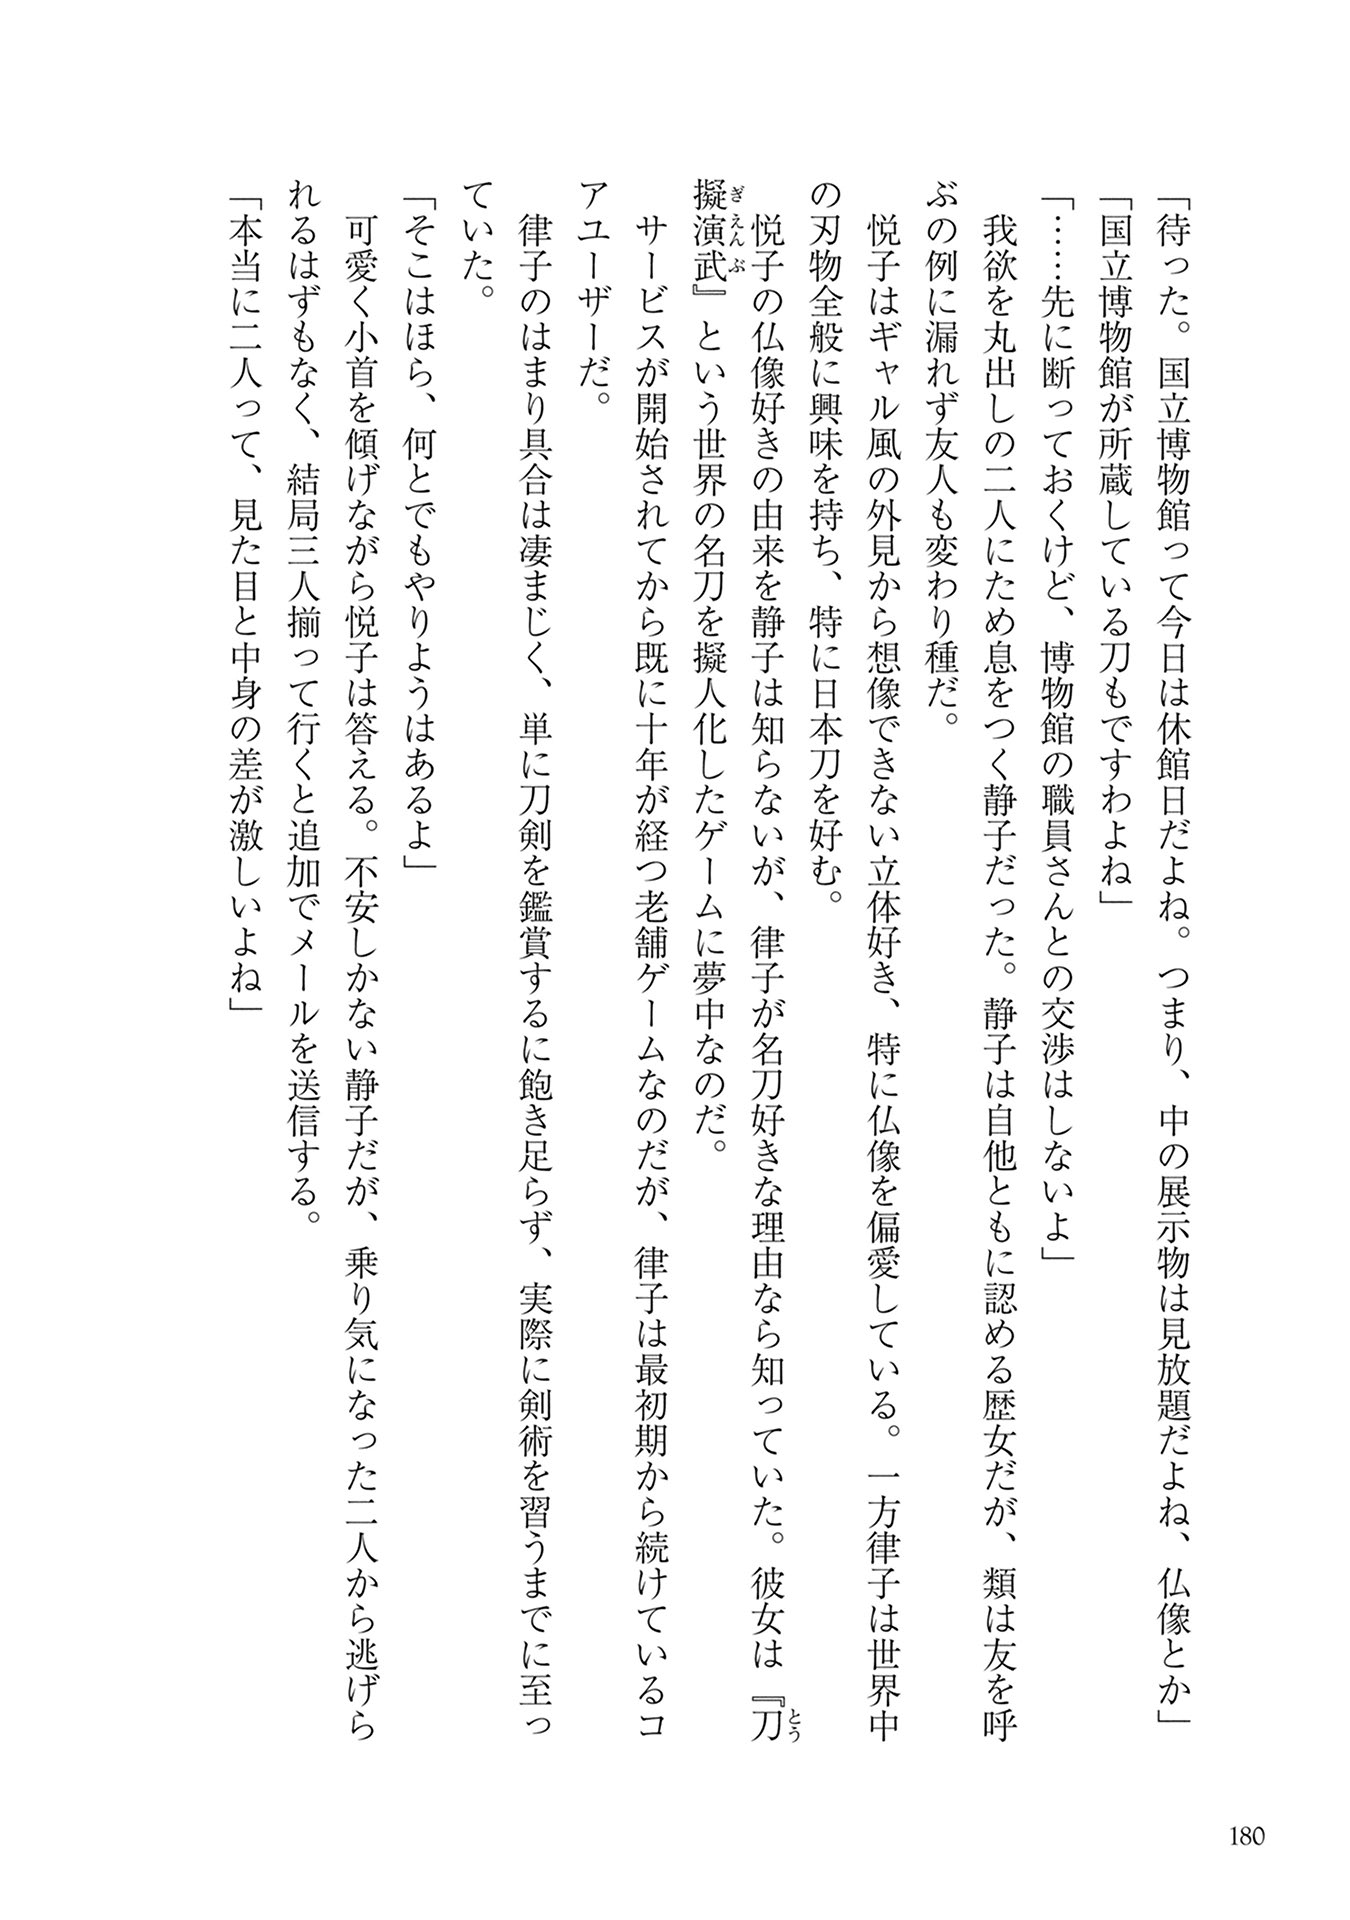 「待った。国立博物館って今日は休館日だよね。つまり、中の展示物は見放題だよね、仏像とか」
「国立博物館が所蔵している刀もですわよね」
「……先に断っておくけど、博物館の職員さんとの交渉はしないよ」
　我欲を丸出しの二人にため息をつく静子だった。静子は自他ともに認める歴女だが、類は友を呼
ぶの例に漏れず友人も変わり種だ。
　悦子はギャル風の外見から想像できない立体好き、特に仏像を偏愛している。一方律子は世界中
の刃物全般に興味を持ち、特に日本刀を好む。
　悦子の仏像好きの由来を静子は知らないが、律子が名刀好きな理由なら知っていた。彼女は『刀
とう
擬演武』という世界の名刀を擬人化したゲームに夢中なのだ。
ぎえんぶ
　サービスが開始されてから既に十年が経つ老舗ゲームなのだが、律子は最初期から続けているコ
アユーザーだ。
　律子のはまり具合は凄まじく、単に刀剣を鑑賞するに飽き足らず、実際に剣術を習うまでに至っ
ていた。
「そこはほら、何とでもやりようはあるよ」
　可愛く小首を傾げながら悦子は答える。不安しかない静子だが、乗り気になった二人から逃げら
れるはずもなく、結局三人揃って行くと追加でメールを送信する。
「本当に二人って、見た目と中身の差が激しいよね」
180